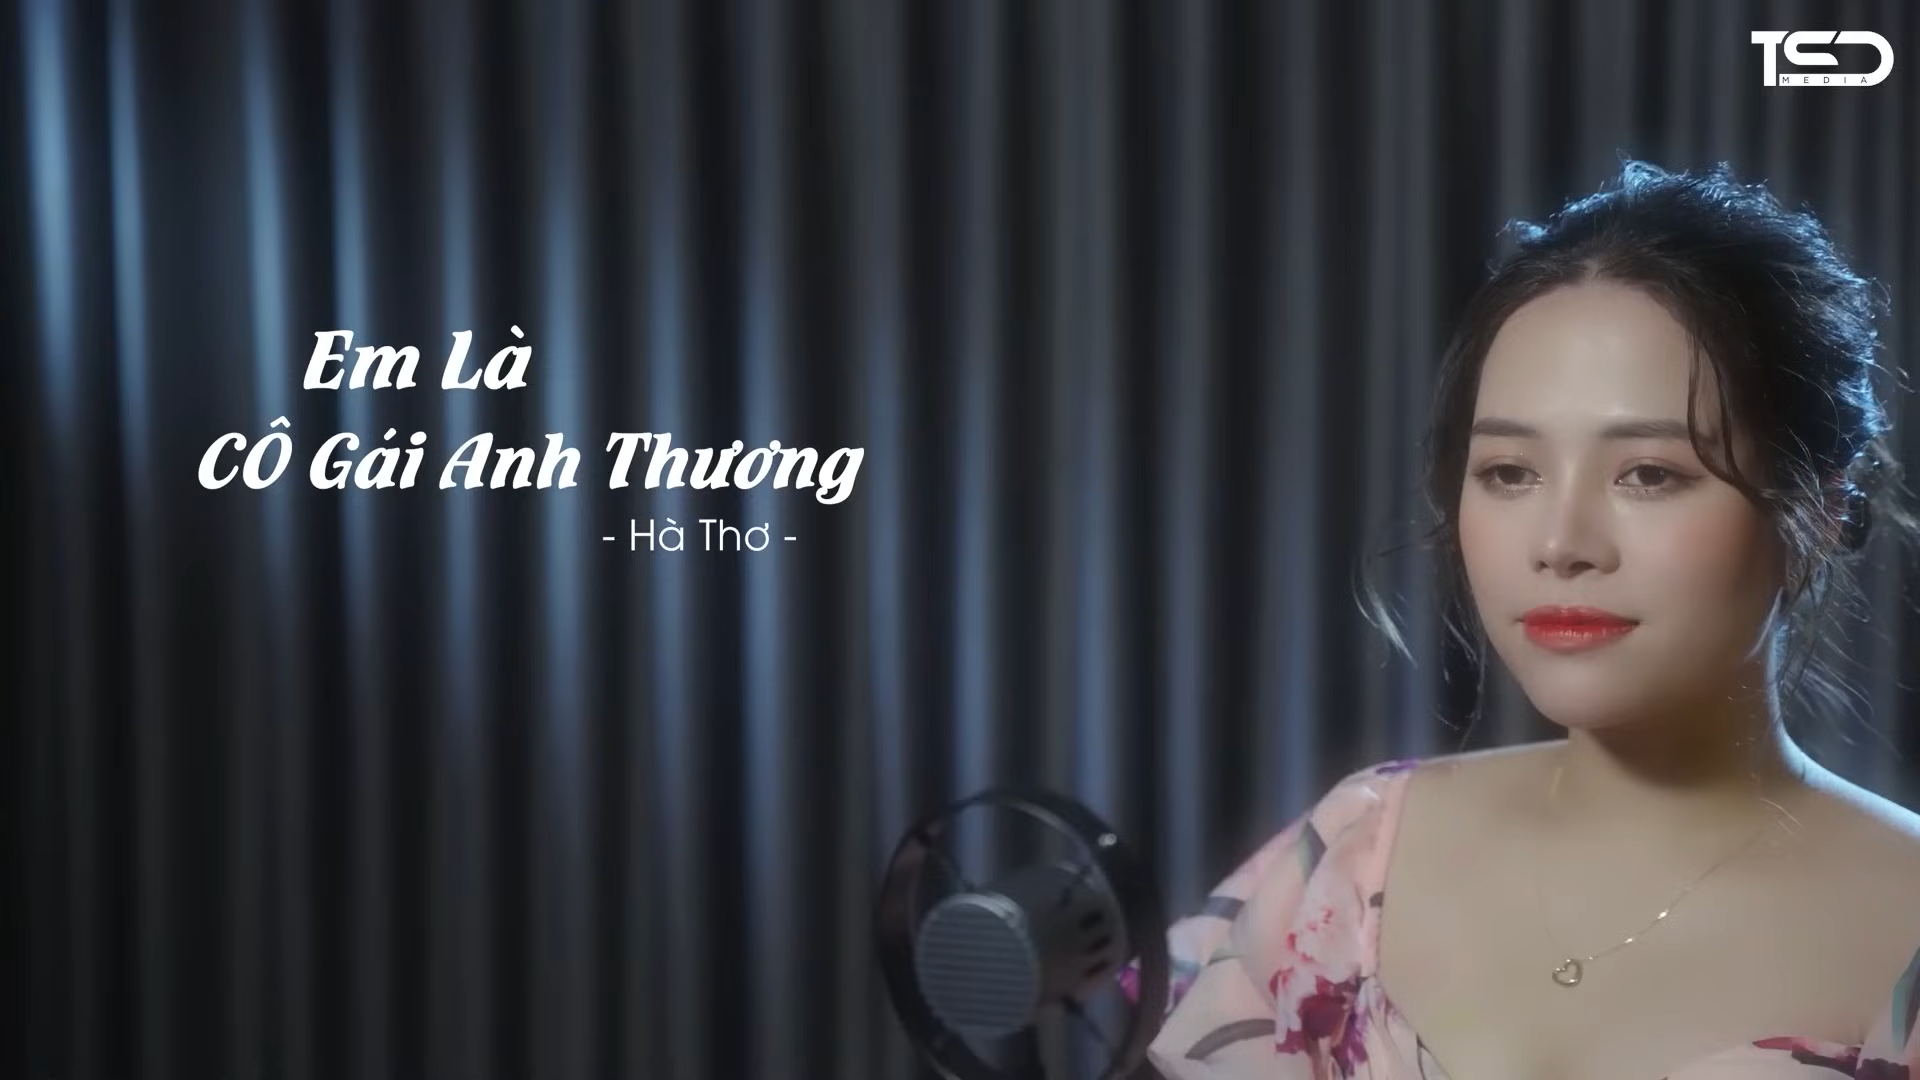 TSD
MEDIA
Em Là
CÔ Gái Anh Thương
- Hà Thơ -